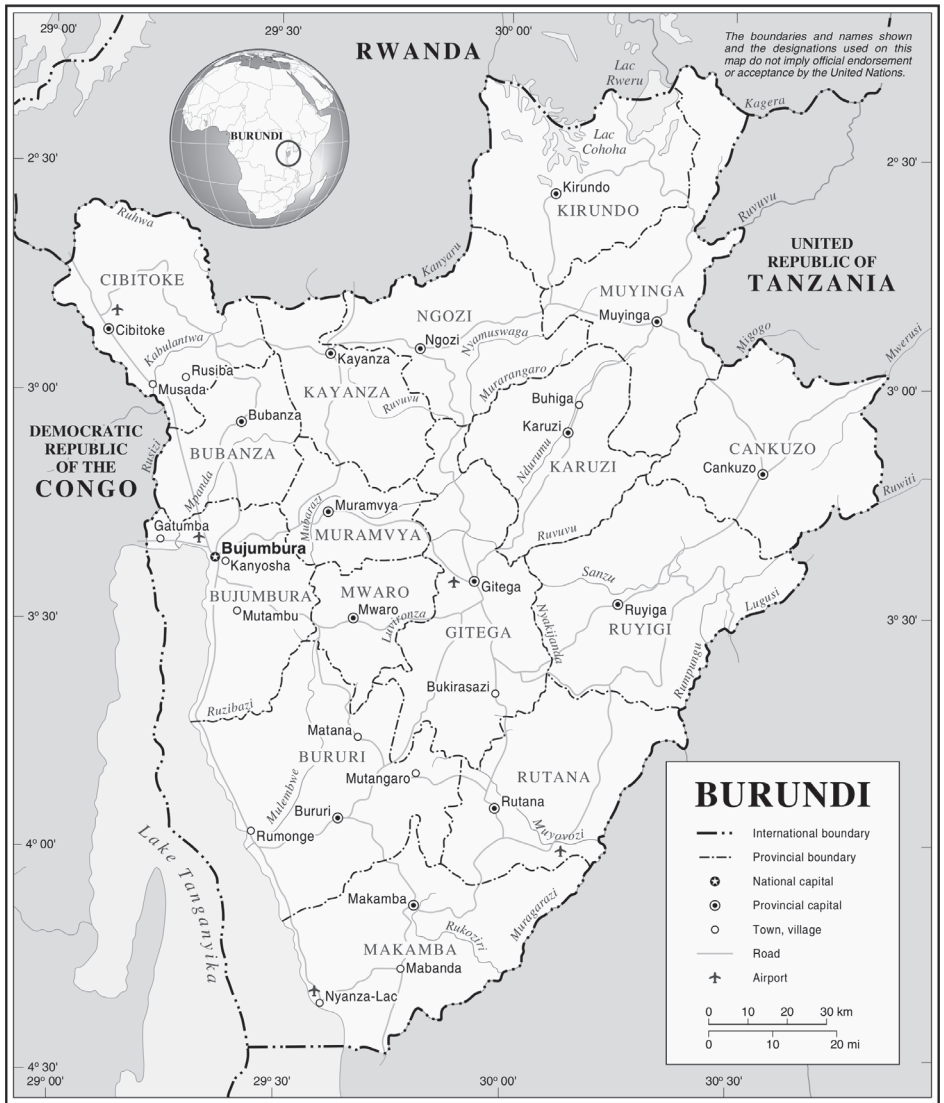 29° 00'
29° 30'
30° 00'
RWANDA
The boundaries and names shown
and the designations used on this
map do not imply official endorsement
or acceptance by the United Nations.
Lac
Rweru
Kagera
BURUNDI
Lac
Cohoha
2° 30'
2° 30'
Kirundo
KIRUNDO
Ruvuvu
Ruhwa
Kanyaru
UNITED
REPUBLIC OF
TANZANIA
CIBITOKE
MUYINGA
NGOZI
Muyinga
Cibitoke
Nyamuswaga
Migogo
Mwerusi
Kabulantwa
Ngozi
Kayanza
Rusiba
Musada
3° 00'
3° 00'
KAYANZA
Murarangaro
Ruvuvu
Buhiga
Bubanza
Karuzi
DEMOCRATIC
REPUBLIC
OF THE
CONGO
Rusizi
BUBANZA
Ndurumu
KARUZI
CANKUZO
Cankuzo
Mpanda
Ruwiti
Mubarazi
Muramvya
Gatumba
MURAMVYA
Ruvuvu
Bujumbura
Kanyosha
Sanzu
Gitega
BUJUMBURA
MWARO
Mwaro
Mutambu
Luvironza
Nyakijanda
Ruyiga
RUYIGI
Lugusi
3° 30'
3° 30'
GITEGA
Rumpungu
Bukirasazi
Ruzibazi
Matana
BURURI
Mutangaro
RUTANA
Mulembwe
Bururi
Rutana
Rumonge
Muyovozi
4° 00'
4° 00'
Lake Tanganyika
Makamba
Muragarazi
Rukoziri
MAKAMBA
Mabanda
Nyanza-Lac
BURUNDI
International boundary
Provincial boundary
National capital
Provincial capital
Town, village
Road
Airport
0 10 20 30 km
0 10 20 mi
4° 30'
4° 30'
29° 00'
29° 30'
30° 00'
30° 30'